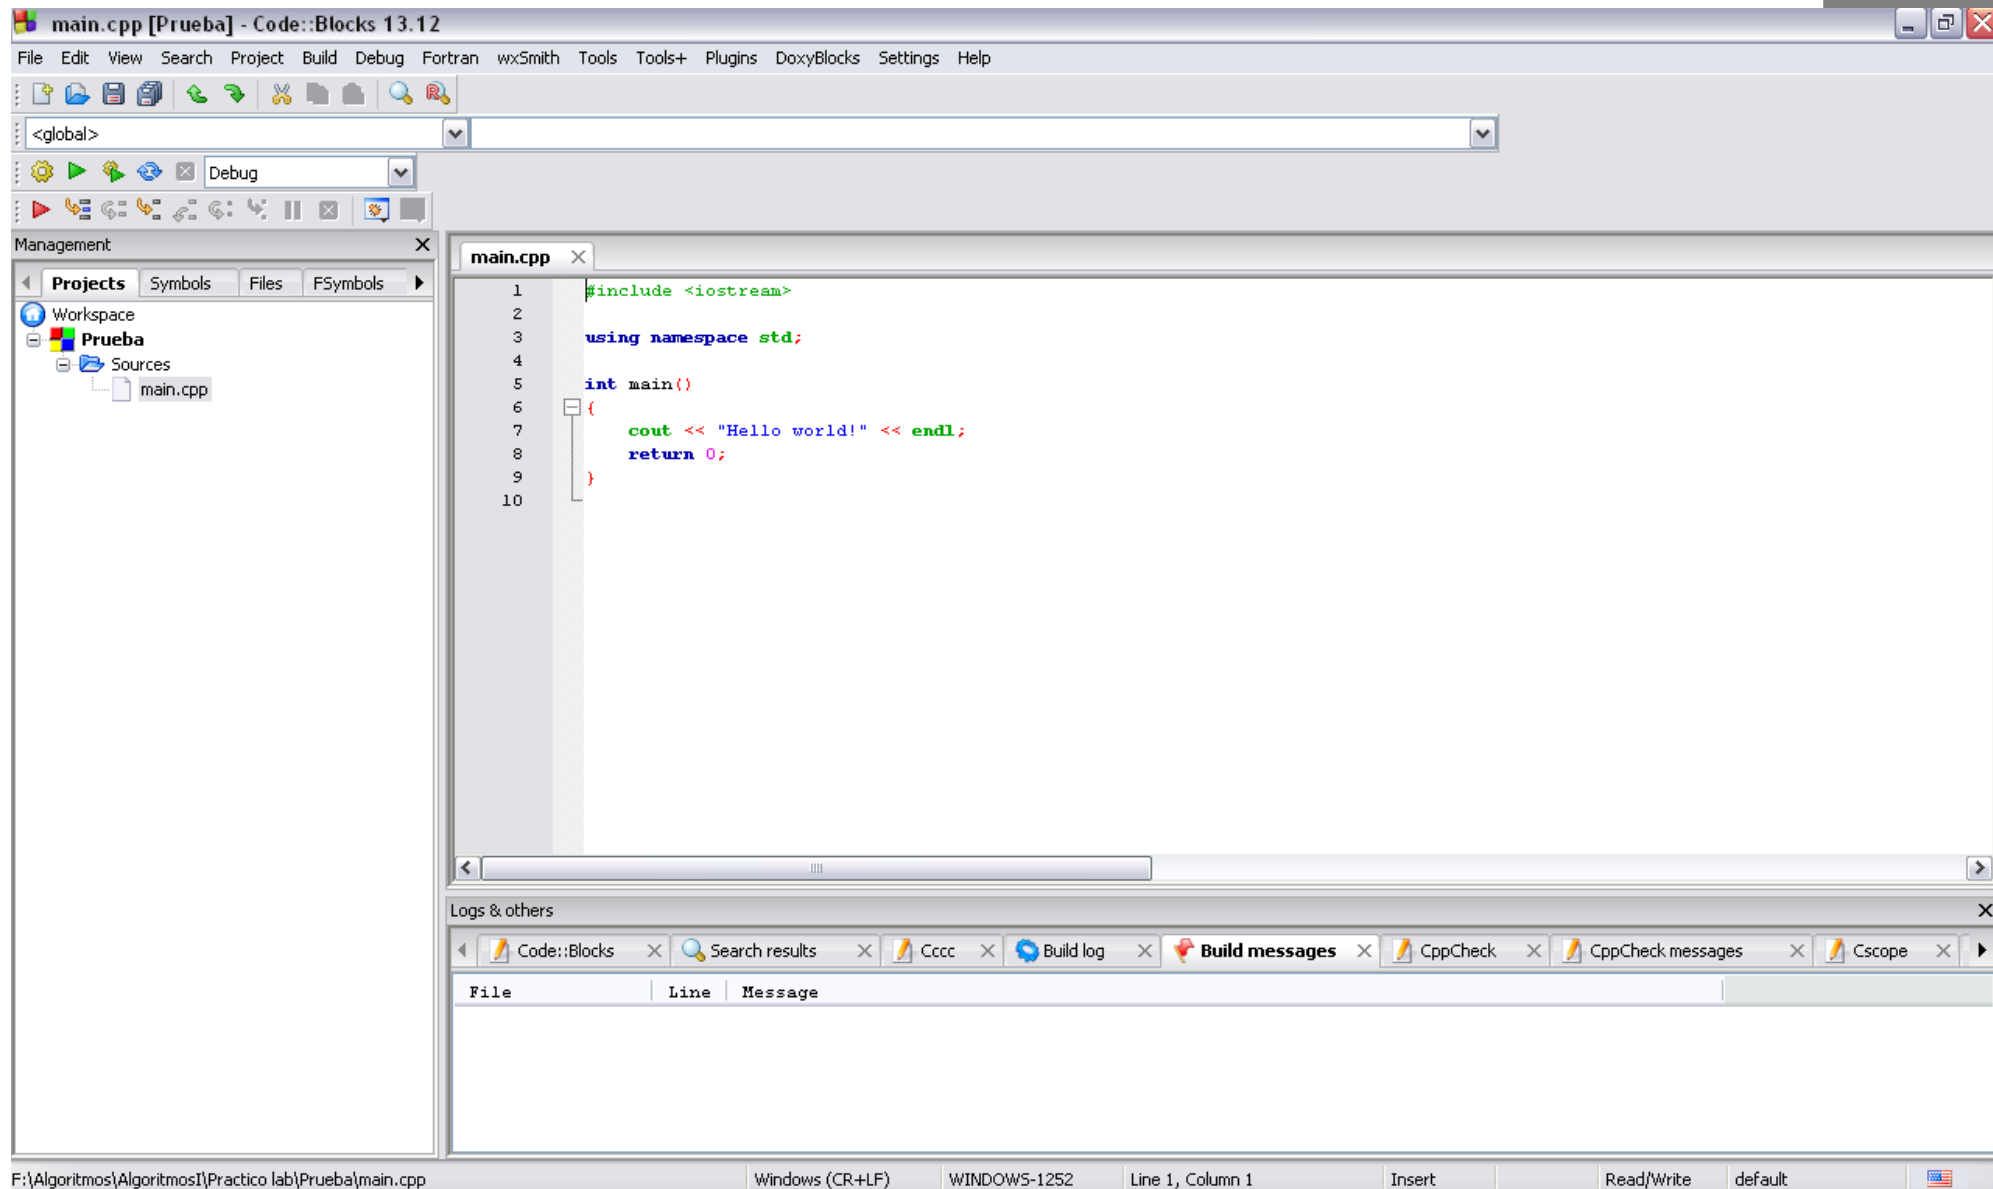 main.cpp [Prueba] - Code::Blocks 13.12
File Edit View Search Project Build Debug Fortran wxSmith Tools Tools+ Plugins DoxyBlocks Settings Help
<global>
Debug
Management
Projects Symbols Files FSymbols
Workspace
Prueba
Sources
main.cpp
main.cpp
1 #include <iostream>
2
3 using namespace std;
4
5 int main()
6 {
7 cout << "Hello world!" << endl;
8 return 0;
9 }
10
Logs & others
Code::Blocks Search results Cccc Build log Build messages CppCheck CppCheck messages Cscope
File Line Message
F:\Algoritmos\AlgoritmosI\Practico lab\Prueba\main.cpp Windows (CR+LF) WINDOWS-1252 Line 1, Column 1 Insert Read/Write default